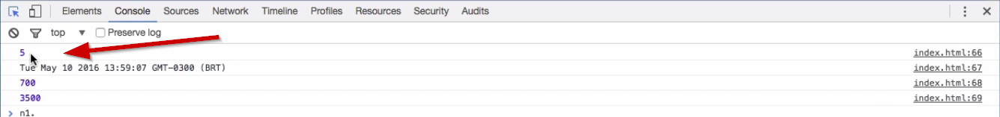 Elements Console Sources Network Timeline Profiles Resources Security Audits
top Preserve log
5 index.html:66
Tue May 10 2016 13:59:07 GMT-0300 (BRT) index.html:67
700 index.html:68
3500 index.html:69
> n1.